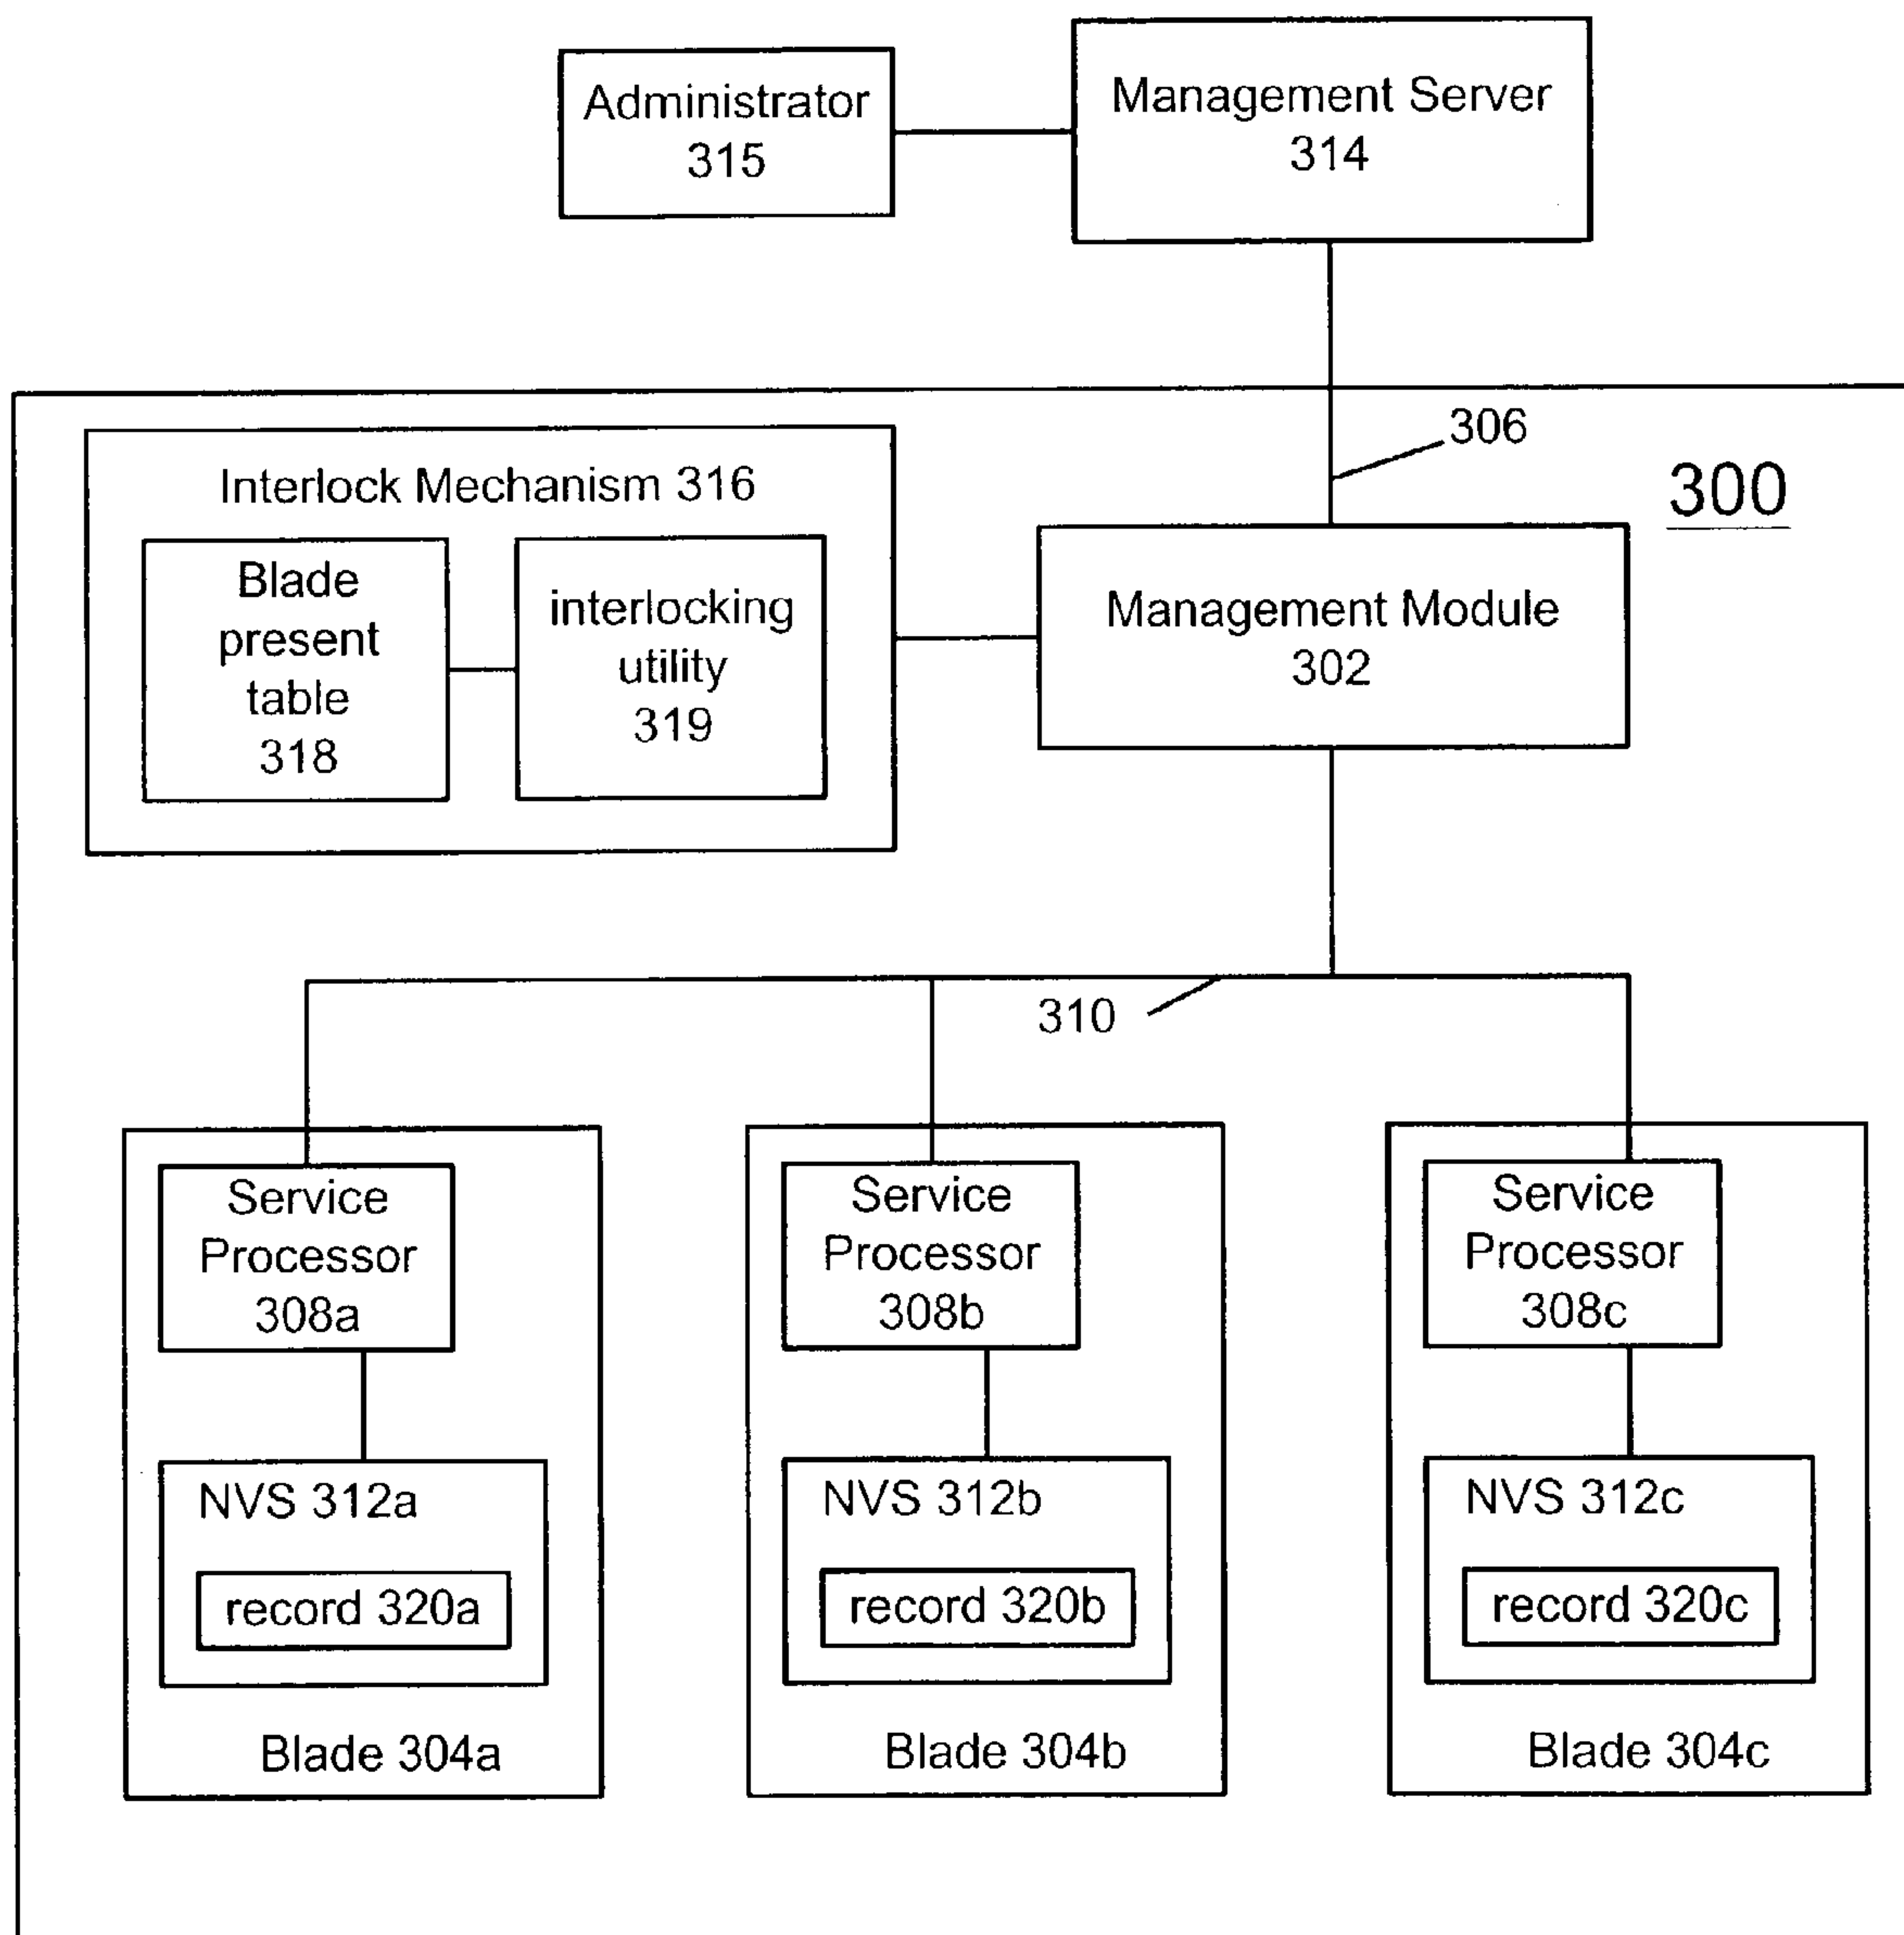 Administrator
315
Management Server
314
306
300
Interlock Mechanism 316
Blade
present
table
318
interlocking
utility
319
Management Module
302
310
Service
Processor
308a
NVS 312a
record 320a
Blade 304a
Service
Processor
308b
NVS 312b
record 320b
Blade 304b
Service
Processor
308c
NVS 312c
record 320c
Blade 304c